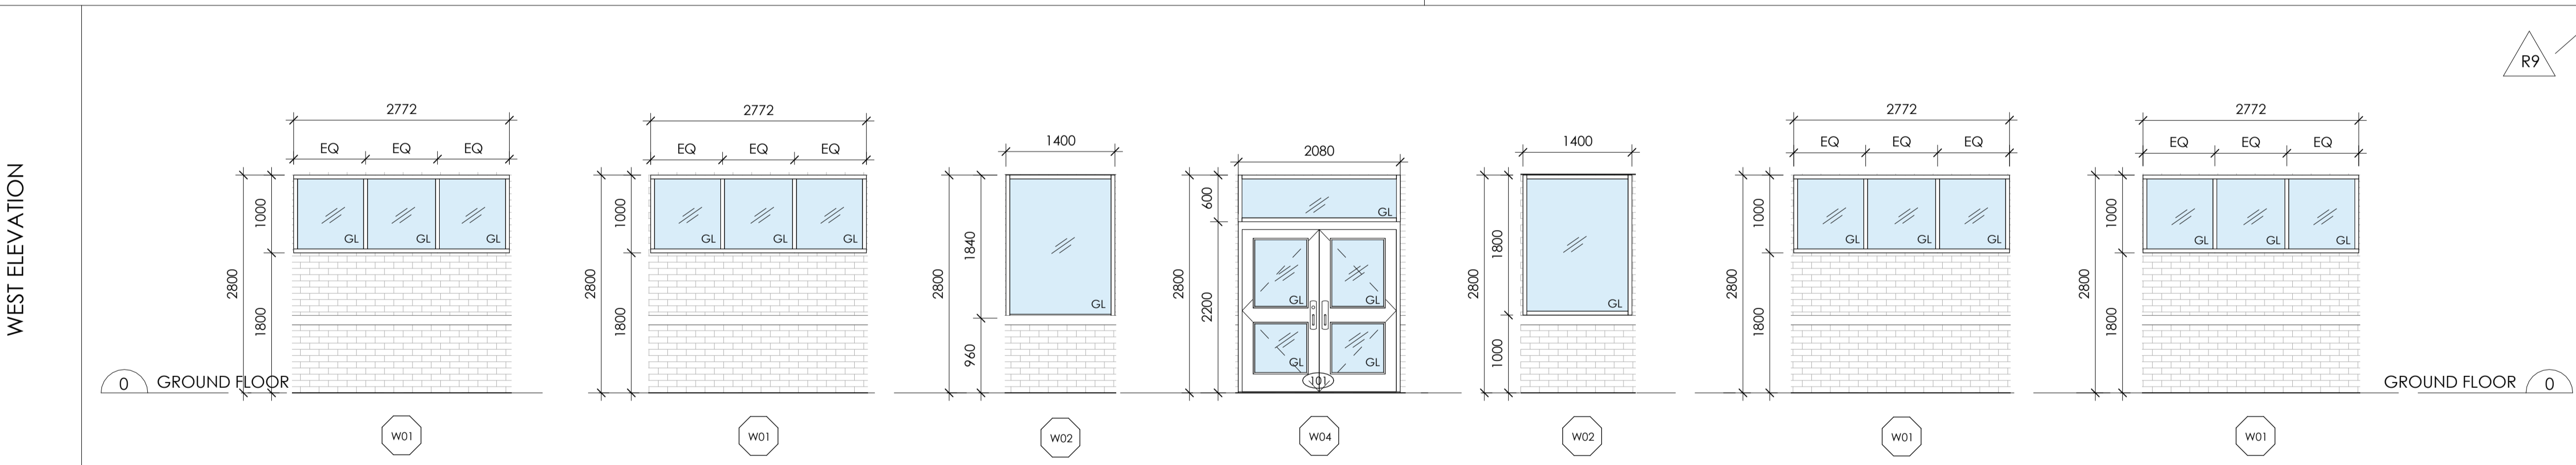 WEST ELEVATION
R9
2772
EQ EQ EQ
1000
2800
1800
GL GL GL
0 GROUND FLOOR
W01
2772
EQ EQ EQ
1000
2800
1800
GL GL GL
W01
1400
1840
2800
960
GL
W02
2080
600
2800
2200
GL
GL GL
GL GL
101
W04
1400
1800
2800
1000
GL
W02
2772
EQ EQ EQ
1000
2800
1800
GL GL GL
W01
2772
EQ EQ EQ
1000
2800
1800
GL GL GL
W01
GROUND FLOOR 0